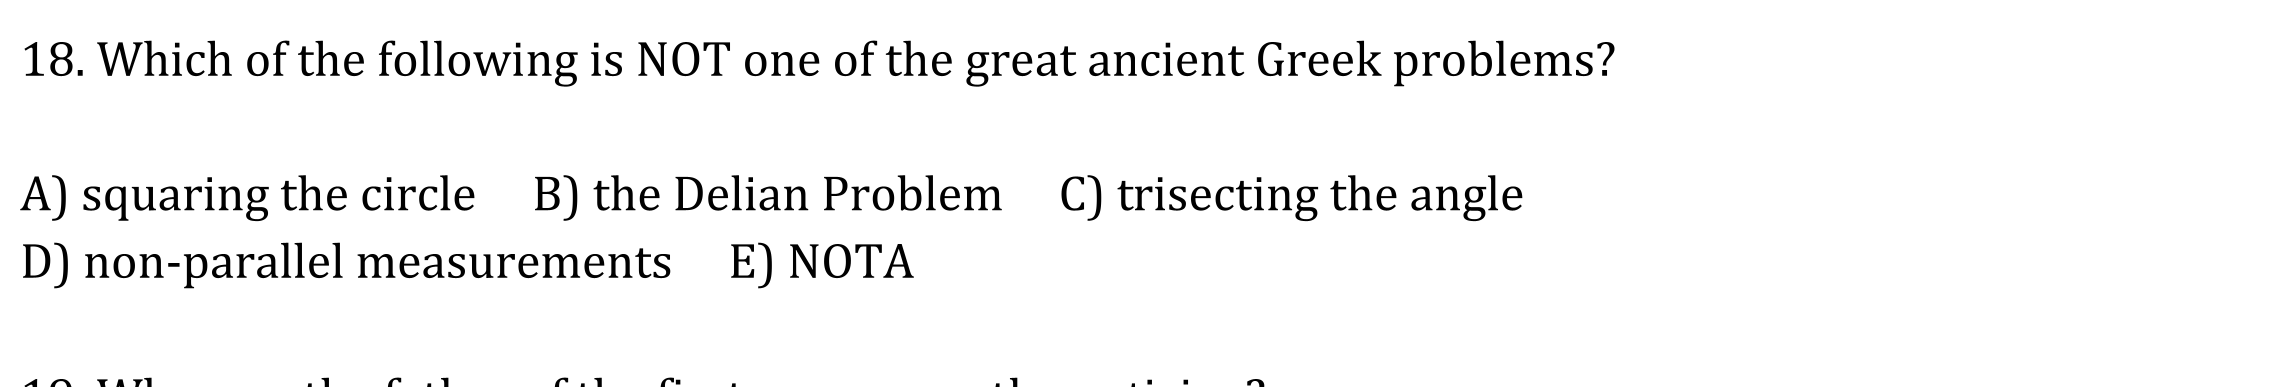 18. Which of the following is NOT one of the great ancient Greek problems?
A) squaring the circle B) the Delian Problem C) trisecting the angle
D) non-parallel measurements E) NOTA